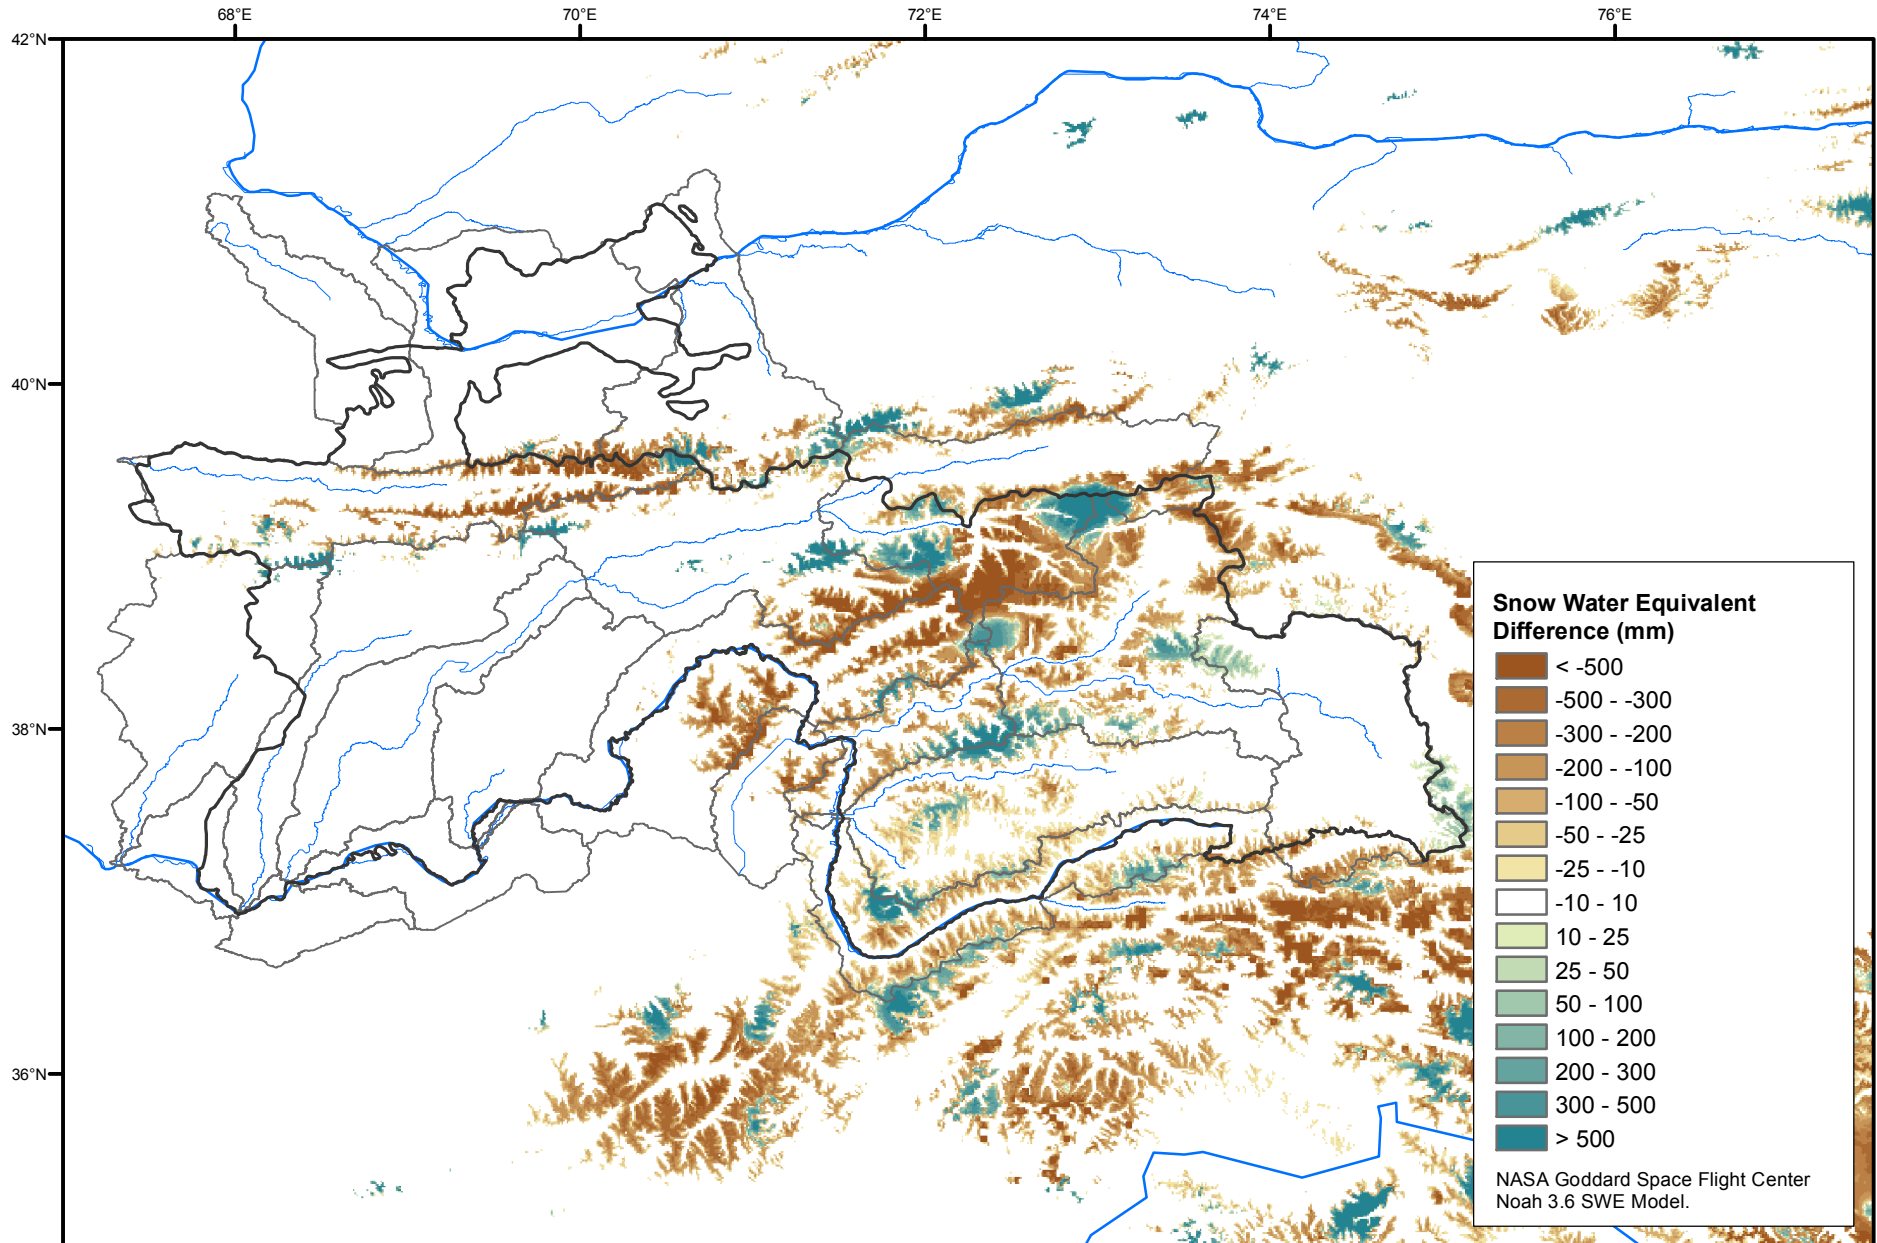 68°E
70°E
72°E
74°E
76°E
42°N
40°N
38°N
36°N
Snow Water Equivalent
Difference (mm)
< -500
-500 - -300
-300 - -200
-200 - -100
-100 - -50
-50 - -25
-25 - -10
-10 - 10
10 - 25
25 - 50
50 - 100
100 - 200
200 - 300
300 - 500
> 500
NASA Goddard Space Flight Center
Noah 3.6 SWE Model.